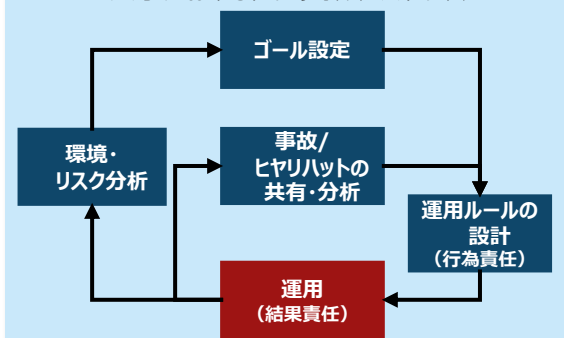 ゴール設定
環境・
リスク分析
事故/
ヒヤリハットの
共有・分析
運用ルールの
設計
（行為責任）
運用
（結果責任）